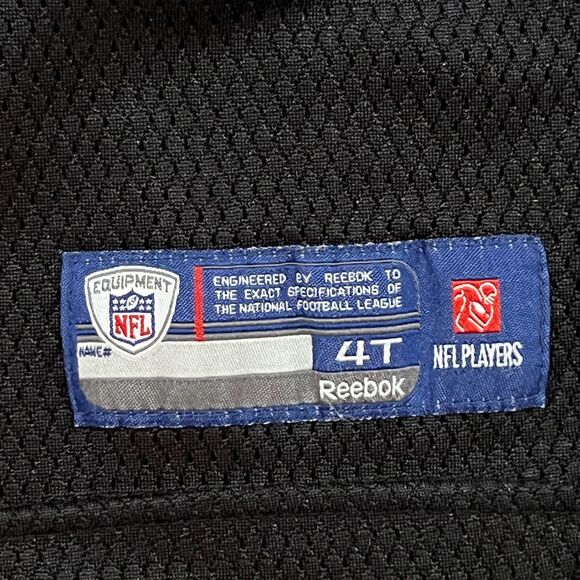 EQUIPMENT
NFL
ENGINEERED BY REEBOK TO
THE EXACT SPECIFICATIONS OF
THE NATIONAL FOOTBALL LEAGUE
NAME#
4T
Reebok
NFL PLAYERS